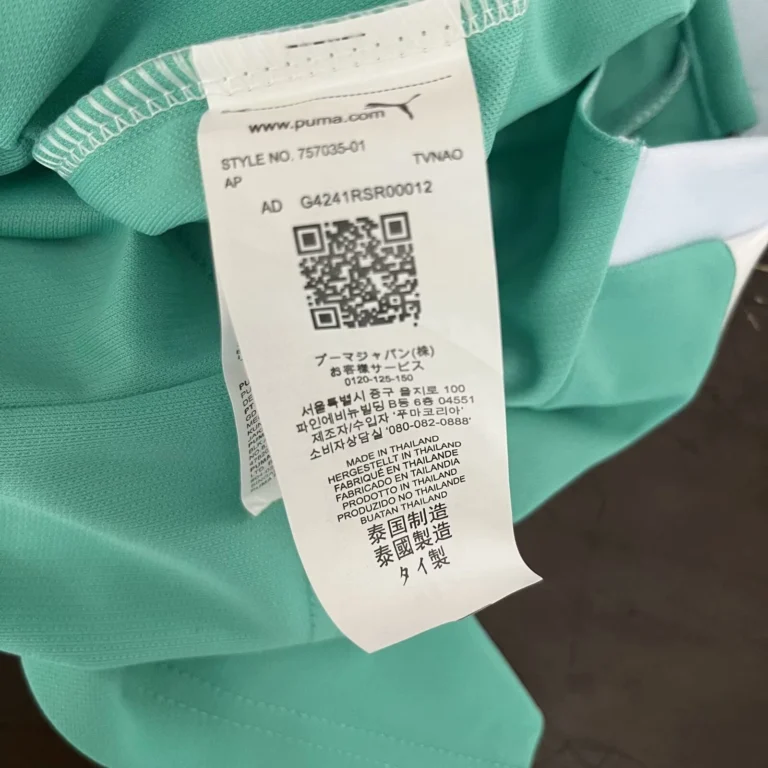 www.puma.com
STYLE NO. 757035-01 TVNAO
AP
AD G4241RSR00012
プーマジャパン(株)
お客様サービス
0120-125-150
서울특별시 중구 을지로 100
파인에비뉴빌딩 B동 6층 04551
제조자/수입자 '푸마코리아'
소비자상담실 '080-082-0888'
MADE IN THAILAND
HERGESTELLT IN THAILAND
FABRIQUÉ EN THAILANDE
FABRICADO EN TAILANDIA
PRODOTTO IN THAILANDE
PRODUZIDO NO THAILANDE
BUATAN THAILAND
泰国制造
泰國製造
タイ製